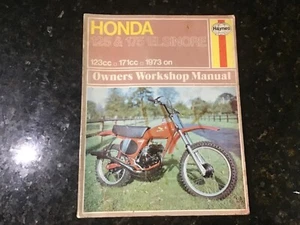 HONDA
Haynes
125 & 175 ELSINORE
123cc □ 171cc □ 1973 on
Owners Workshop Manual